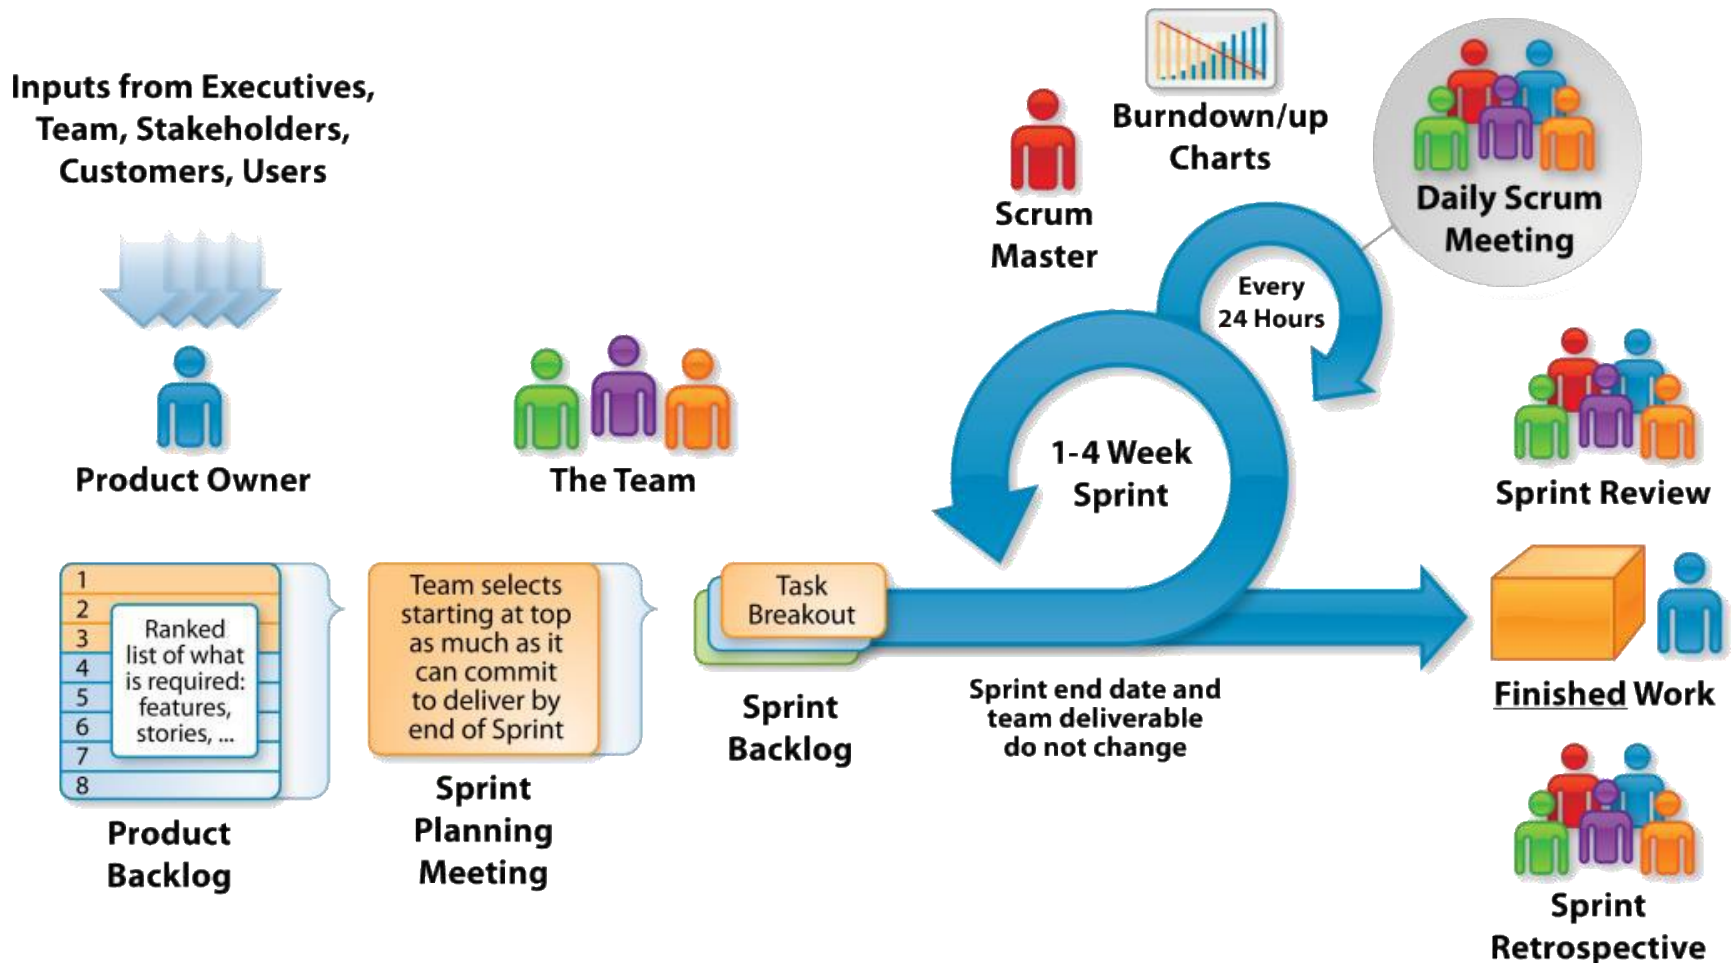 Inputs from Executives,
Team, Stakeholders,
Customers, Users
Product Owner
The Team
Scrum
Master
Burndown/up
Charts
Daily Scrum
Meeting
Every
24 Hours
1-4 Week
Sprint
Sprint Review
1
2
3
4
5
6
7
8
Ranked
list of what
is required:
features,
stories, ...
Product
Backlog
Team selects
starting at top
as much as it
can commit
to deliver by
end of Sprint
Sprint
Planning
Meeting
Task
Breakout
Sprint
Backlog
Sprint end date and
team deliverable
do not change
Finished Work
Sprint
Retrospective